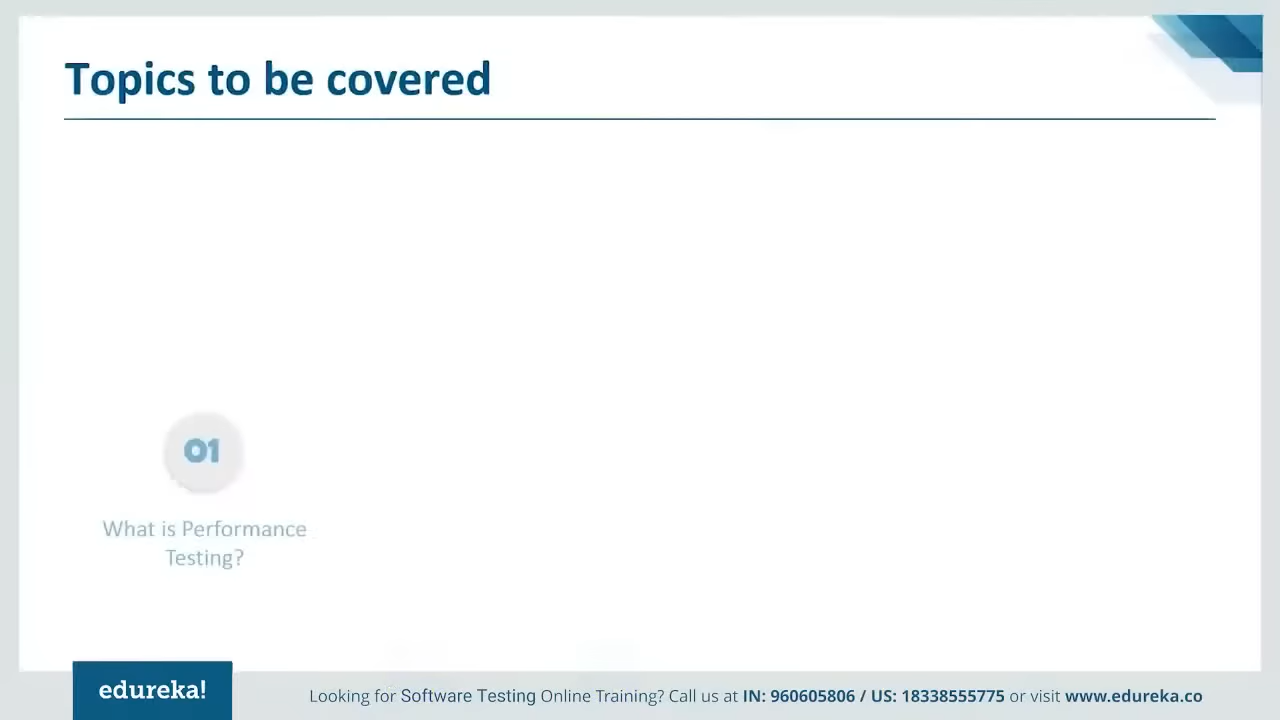 Topics to be covered
01
What is Performance
Testing?
edureka!
Looking for Software Testing Online Training? Call us at IN: 960605806 / US: 18338555775 or visit www.edureka.co